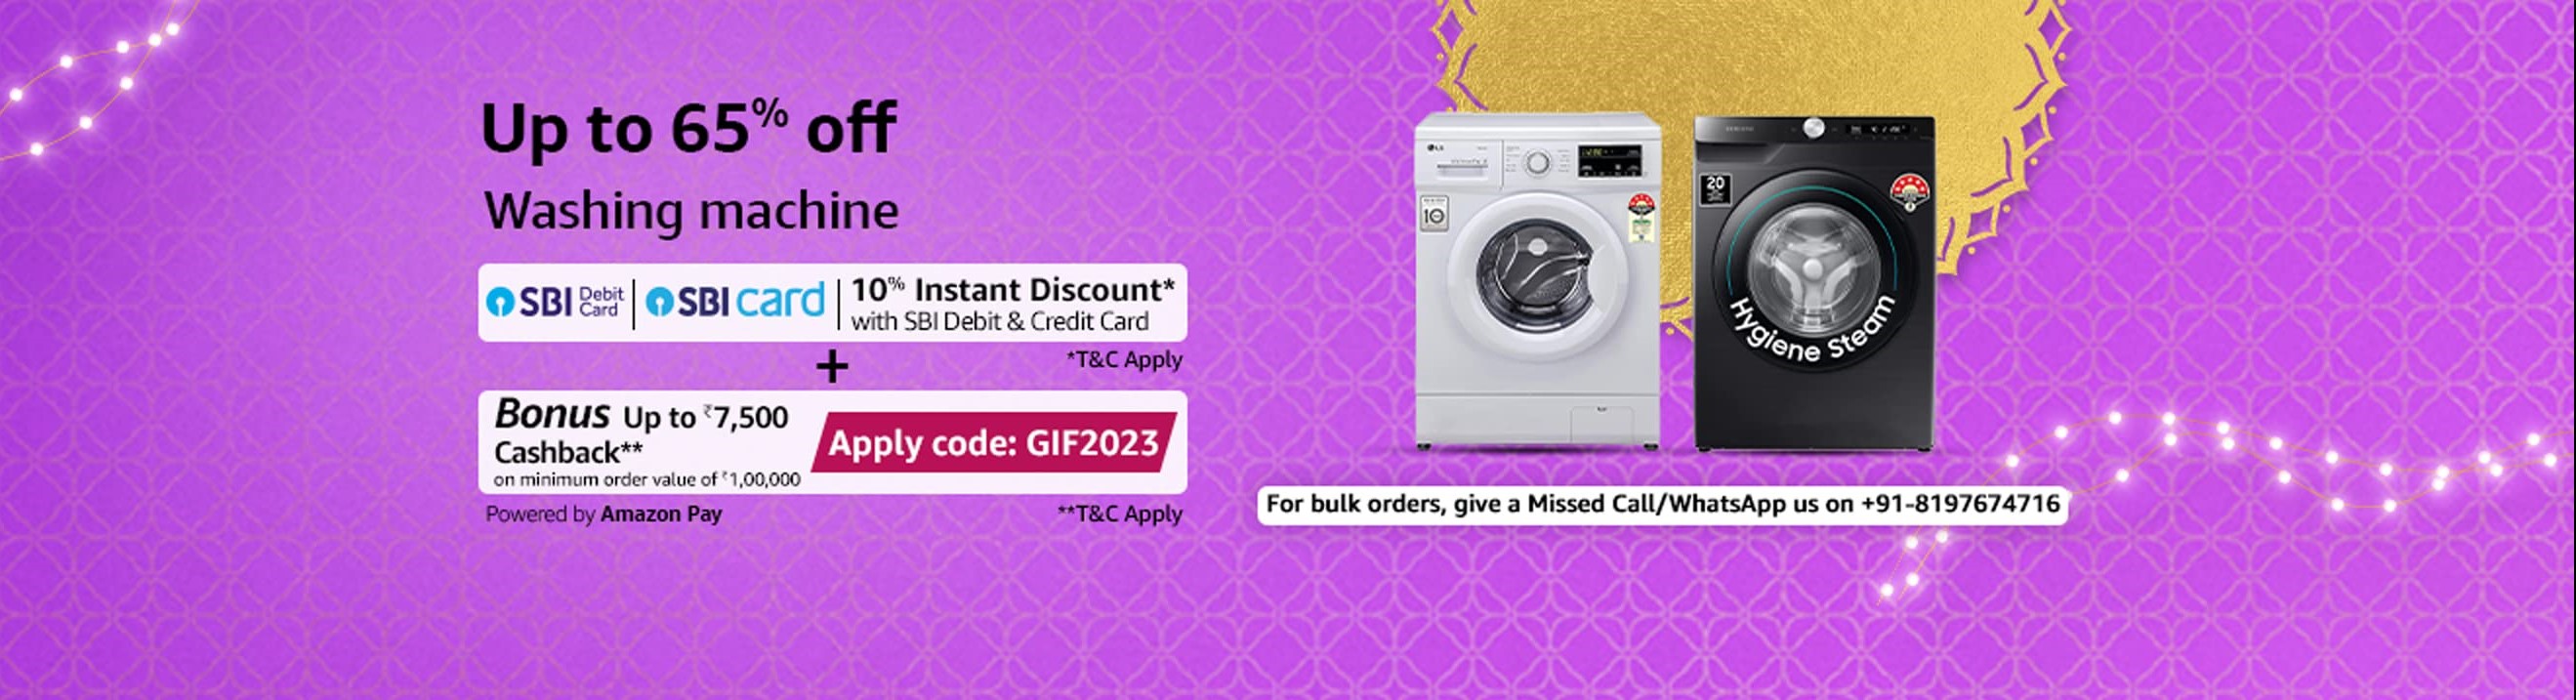 Up to 65% off
Washing machine
SBI Debit Card
SBI card
10% Instant Discount*
with SBI Debit & Credit Card
*T&C Apply
+
Bonus Up to ₹7,500
Cashback**
on minimum order value of ₹1,00,000
Apply code: GIF2023
Powered by Amazon Pay
**T&C Apply
LG
10
SAMSUNG
20
Hygiene Steam
For bulk orders, give a Missed Call/WhatsApp us on +91-8197674716